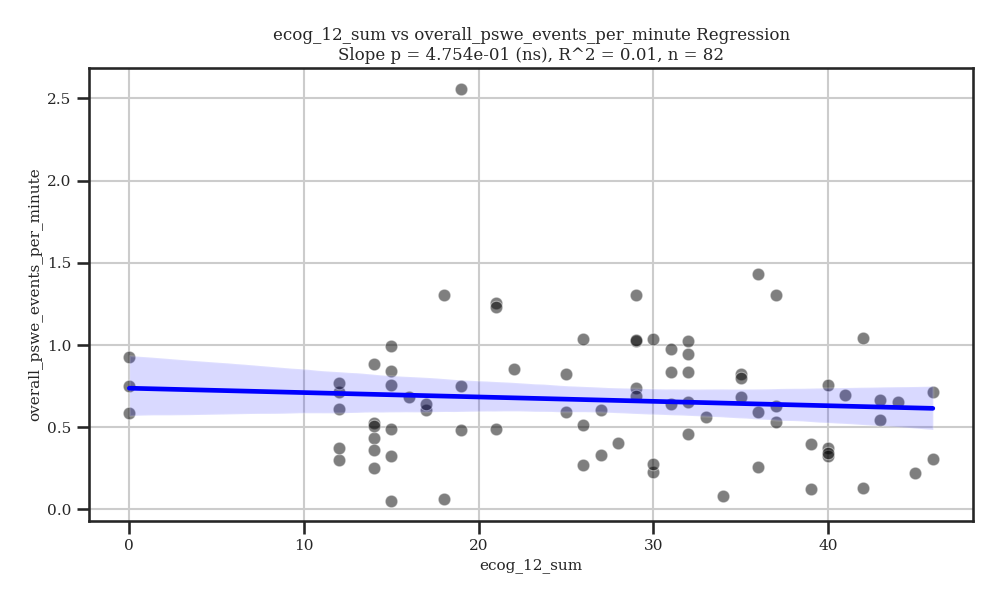 ecog_12_sum vs overall_pswe_events_per_minute Regression
Slope p = 4.754e-01 (ns), R^2 = 0.01, n = 82
overall_pswe_events_per_minute
2.5
2.0
1.5
1.0
0.5
0.0
0
10
20
30
40
ecog_12_sum